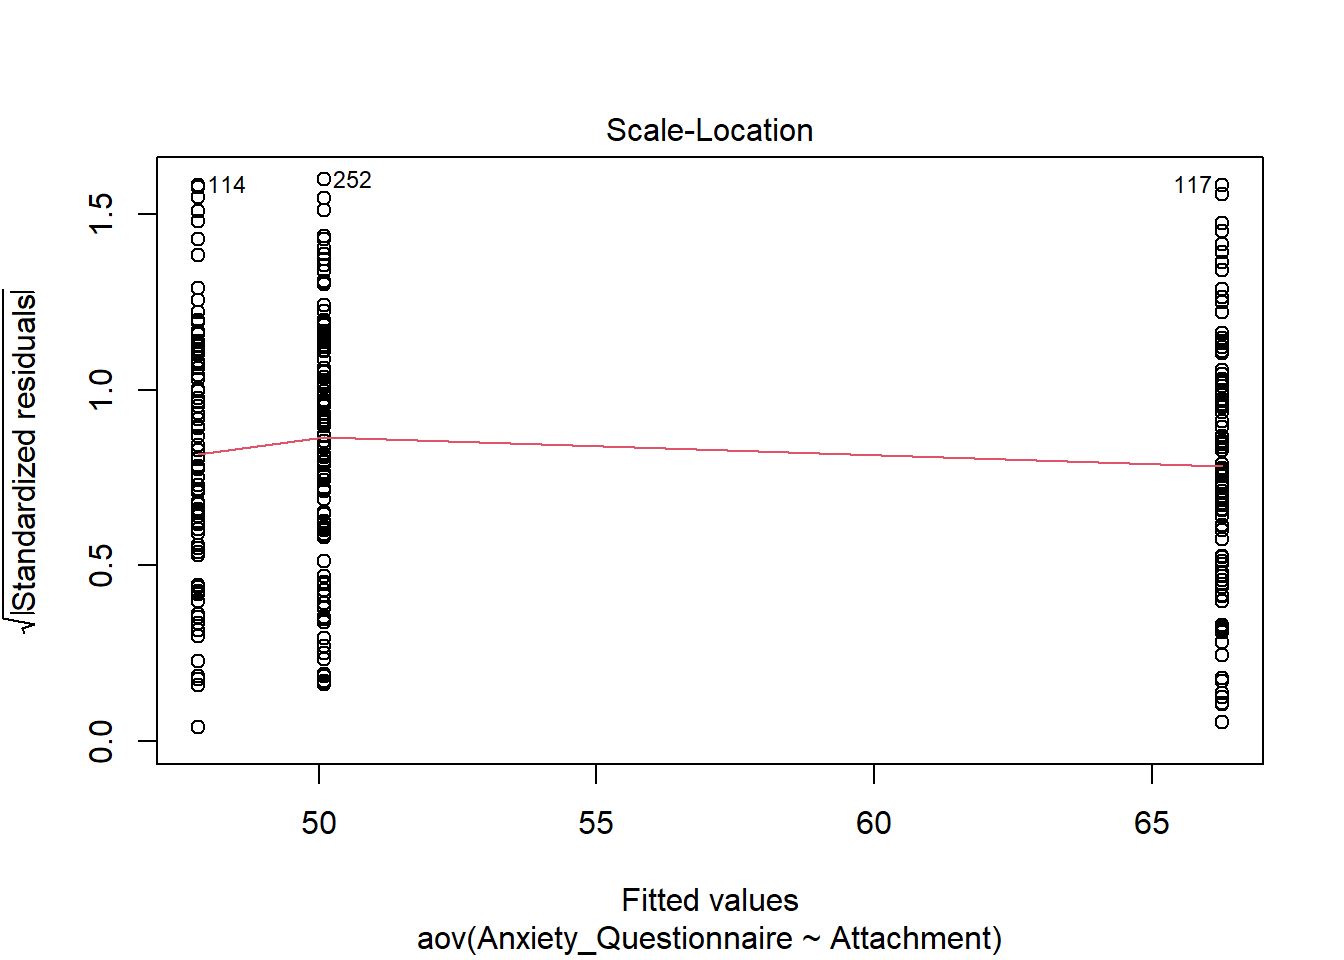 Scale-Location
√|Standardized residuals|
0.0 0.5 1.0 1.5
114
252
117
50 55 60 65
Fitted values
aov(Anxiety_Questionnaire ~ Attachment)